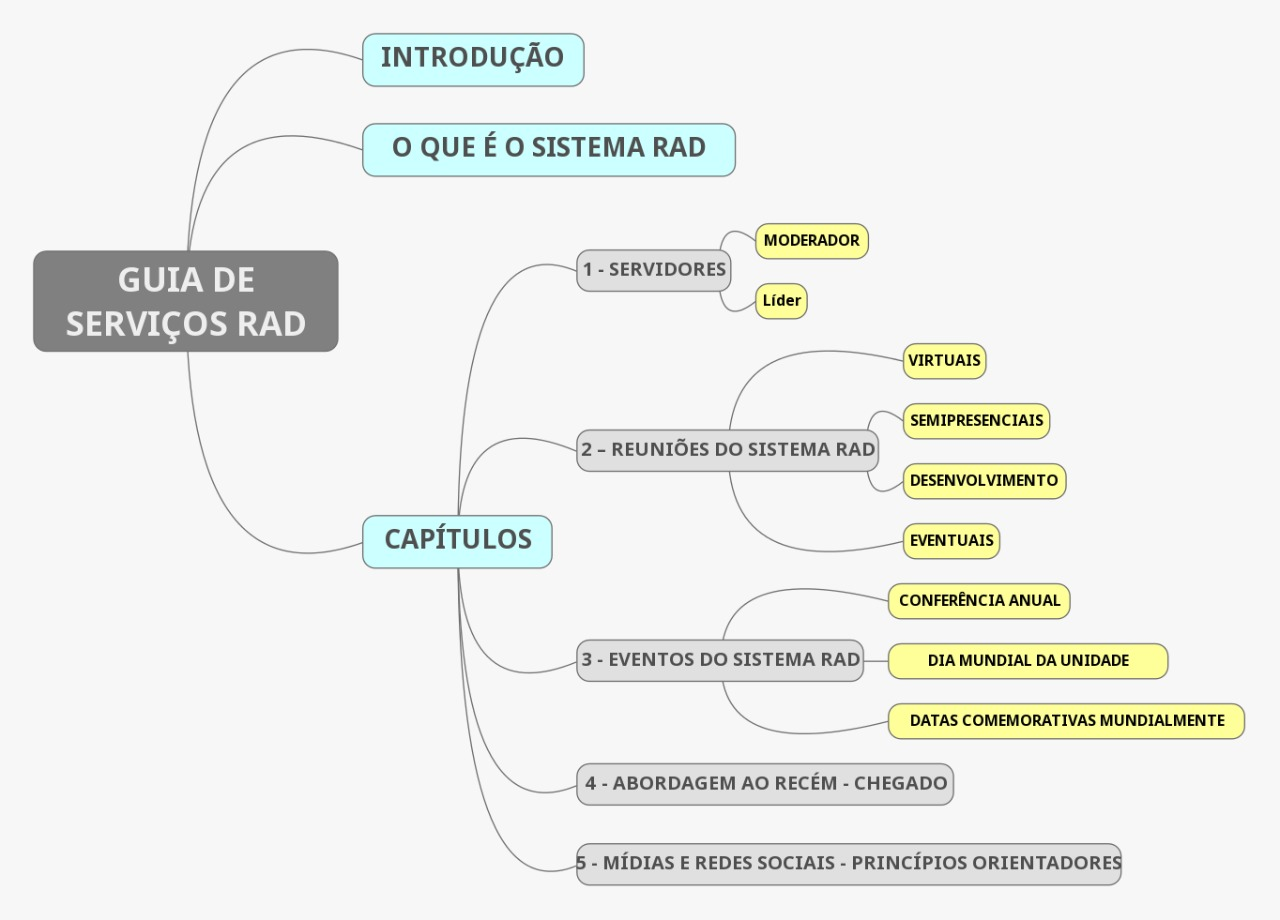 INTRODUÇÃO
O QUE É O SISTEMA RAD
GUIA DE
SERVIÇOS RAD
CAPÍTULOS
1 - SERVIDORES
MODERADOR
Líder
2 – REUNIÕES DO SISTEMA RAD
VIRTUAIS
SEMIPRESENCIAIS
DESENVOLVIMENTO
EVENTUAIS
3 - EVENTOS DO SISTEMA RAD
CONFERÊNCIA ANUAL
DIA MUNDIAL DA UNIDADE
DATAS COMEMORATIVAS MUNDIALMENTE
4 - ABORDAGEM AO RECÉM - CHEGADO
5 - MÍDIAS E REDES SOCIAIS - PRINCÍPIOS ORIENTADORES